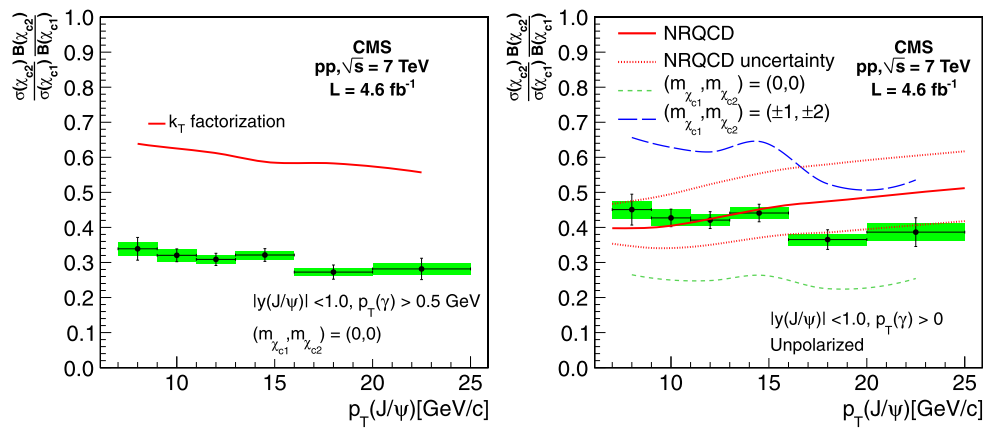 σ(χc2) B(χc2)
σ(χc1) B(χc1)
1.0
0.9
0.8
0.7
0.6
0.5
0.4
0.3
0.2
0.1
0.0
CMS
pp,√s = 7 TeV
L = 4.6 fb-1
kT factorization
|y(J/ψ)| <1.0, pT(γ) > 0.5 GeV
(mχc1,mχc2) = (0,0)
10 15 20 25
pT(J/ψ)[GeV/c]
σ(χc2) B(χc2)
σ(χc1) B(χc1)
1.0
0.9
0.8
0.7
0.6
0.5
0.4
0.3
0.2
0.1
0.0
NRQCD
NRQCD uncertainty
(mχc1,mχc2) = (0,0)
(mχc1,mχc2) = (±1, ±2)
CMS
pp,√s = 7 TeV
L = 4.6 fb-1
|y(J/ψ)| <1.0, pT(γ) > 0
Unpolarized
10 15 20 25
pT(J/ψ)[GeV/c]